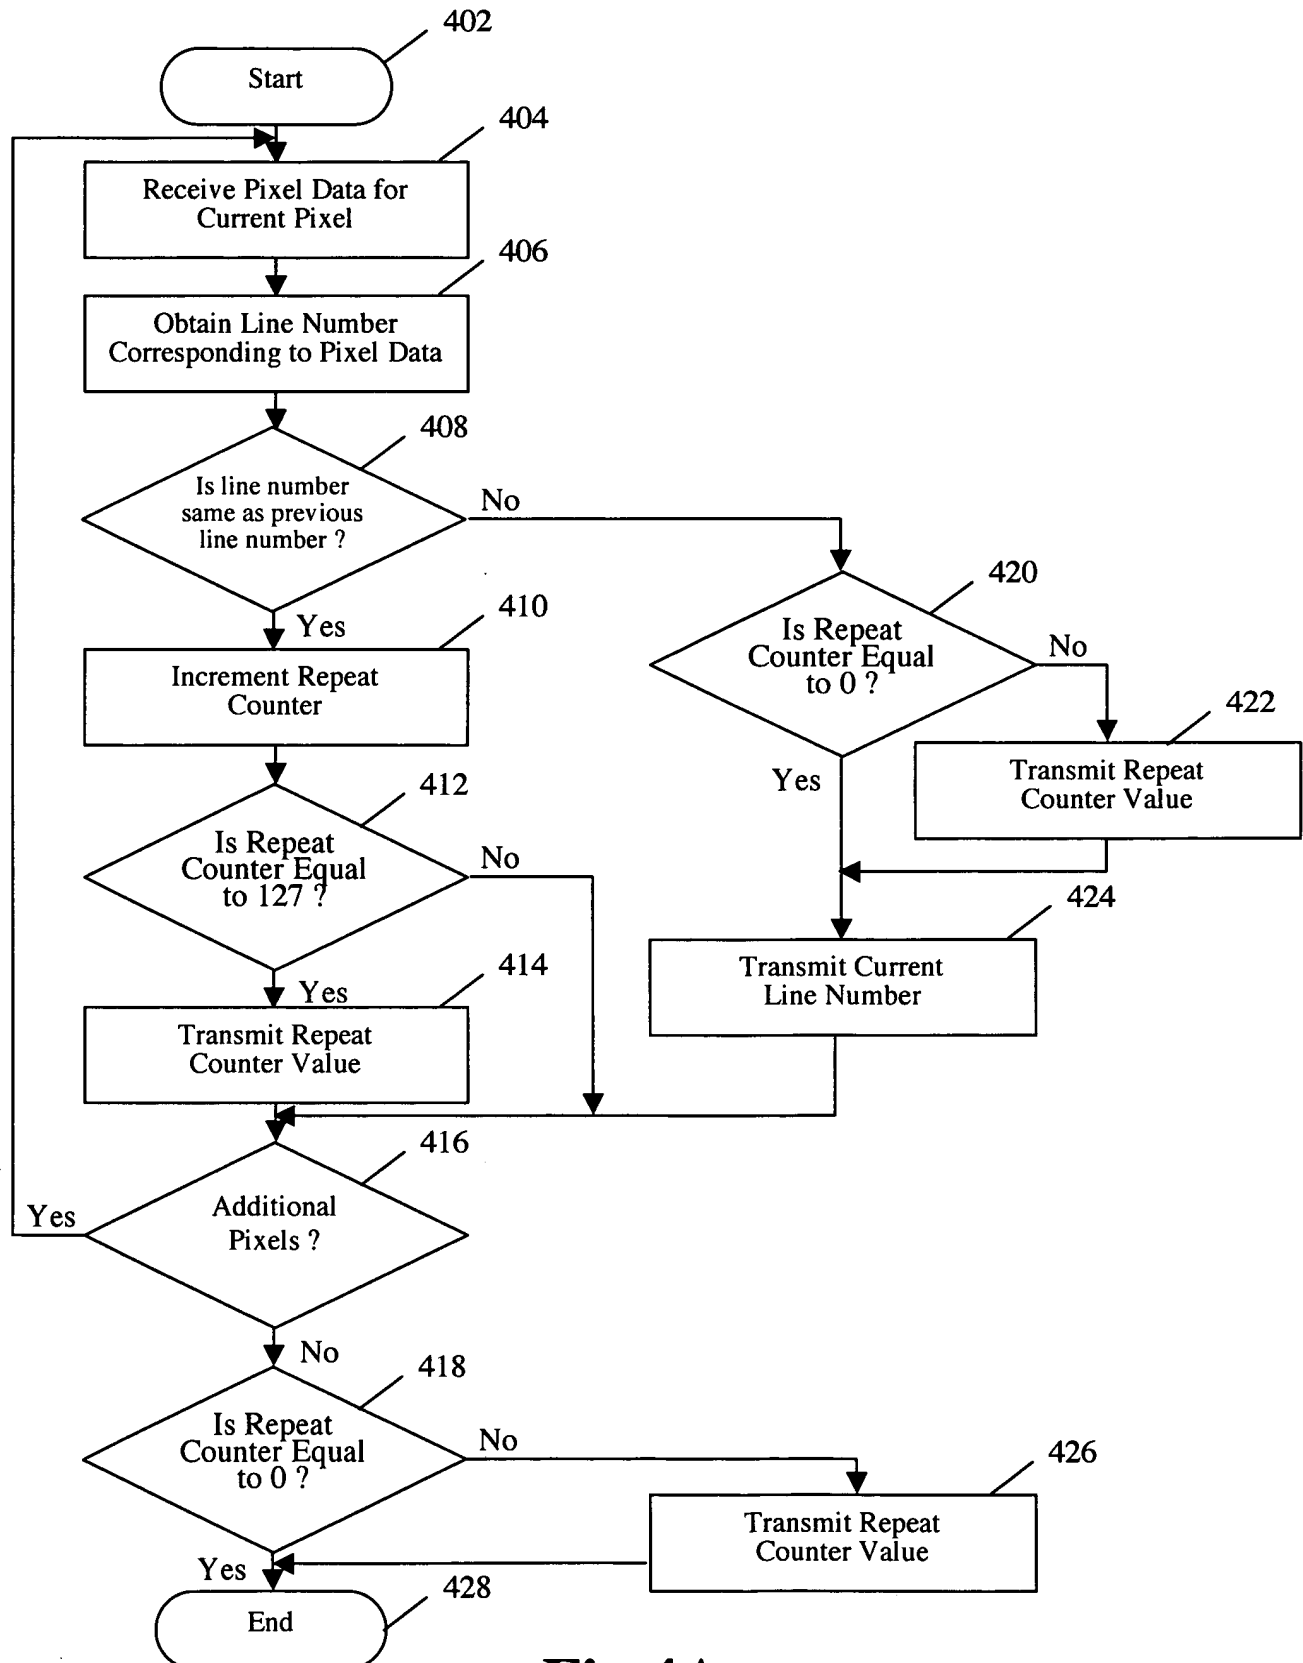 402
Start
404
Receive Pixel Data for
Current Pixel
406
Obtain Line Number
Corresponding to Pixel Data
408
Is line number
same as previous
line number ?
No
Yes
410
Increment Repeat
Counter
420
Is Repeat
Counter Equal
to 0 ?
No
Yes
422
Transmit Repeat
Counter Value
412
Is Repeat
Counter Equal
to 127 ?
No
Yes
424
Transmit Current
Line Number
414
Transmit Repeat
Counter Value
416
Additional
Pixels ?
Yes
No
418
Is Repeat
Counter Equal
to 0 ?
No
Yes
426
Transmit Repeat
Counter Value
428
End